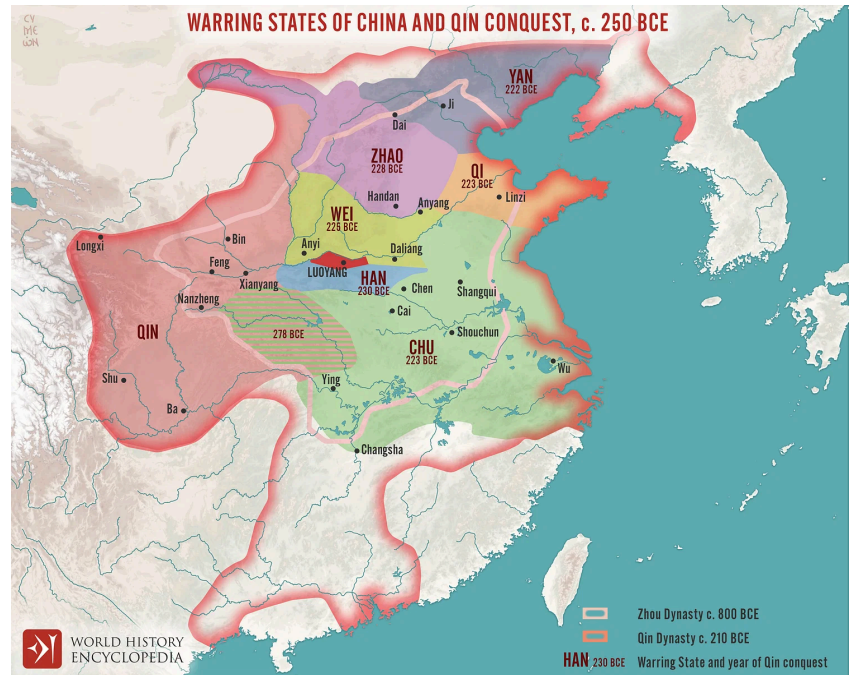 CY
ME
ŴN
WARRING STATES OF CHINA AND QIN CONQUEST, c. 250 BCE
YAN
222 BCE
Ji
Dai
ZHAO
228 BCE
QI
223 BCE
Linzi
Handan
Anyang
WEI
225 BCE
Longxi
Bin
Anyi
Daliang
Feng
Xianyang
LUOYANG
HAN
230 BCE
Chen
Shangqui
Nanzheng
Cai
QIN
278 BCE
Shouchun
CHU
223 BCE
Wu
Shu
Ying
Ba
Changsha
Zhou Dynasty c. 800 BCE
Qin Dynasty c. 210 BCE
HAN, 230 BCE Warring State and year of Qin conquest
WORLD HISTORY
ENCYCLOPEDIA